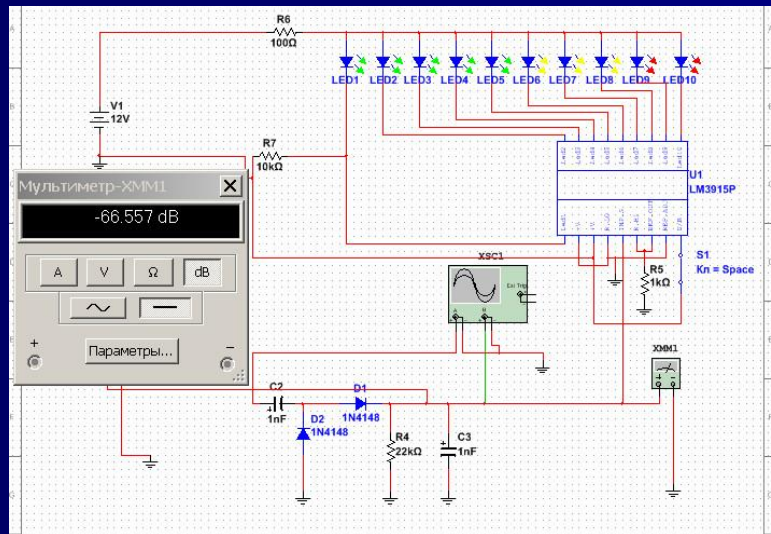 R6
100Ω
LED1 LED2 LED3 LED4 LED5 LED6 LED7 LED8 LED9 LED10
V1
12V
R7
10kΩ
U1
LM3915P
Мультиметр-XMM1
-66.557 dB
A V Ω dB
+ −
Параметры...
XSC1
Ext Trig
A B
S1
Кл = Space
R5
1kΩ
XMM1
C2
1nF
D1
1N4148
D2
1N4148
R4
22kΩ
C3
1nF